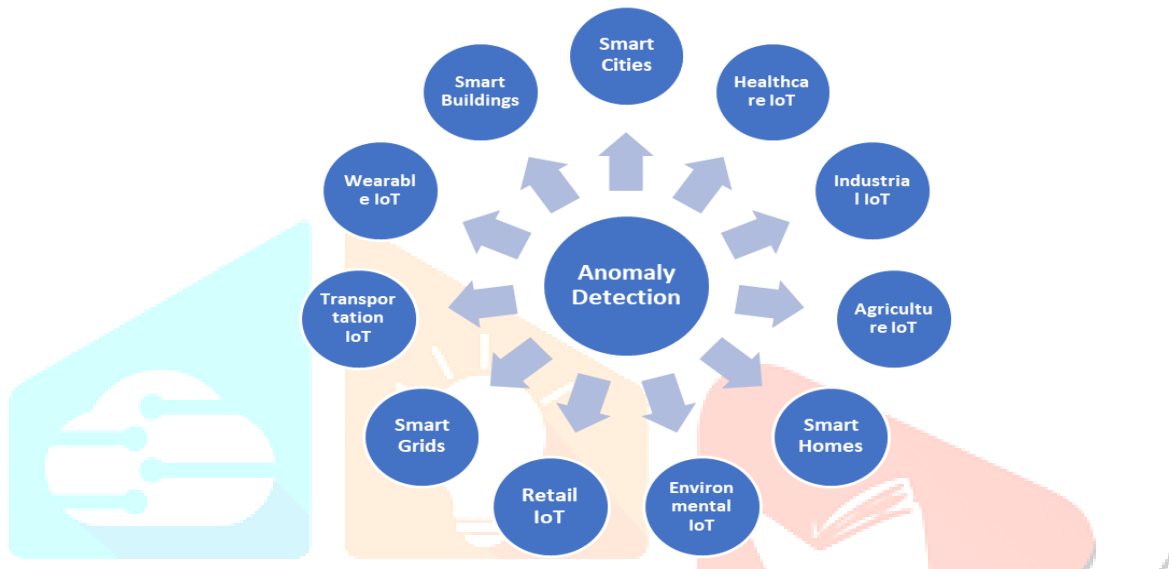 Smart
Cities
Healthca
re IoT
Industria
l IoT
Agricultu
re IoT
Smart
Homes
Environ
mental
IoT
Retail
IoT
Smart
Grids
Transpor
tation
IoT
Wearabl
e IoT
Smart
Buildings
Anomaly
Detection